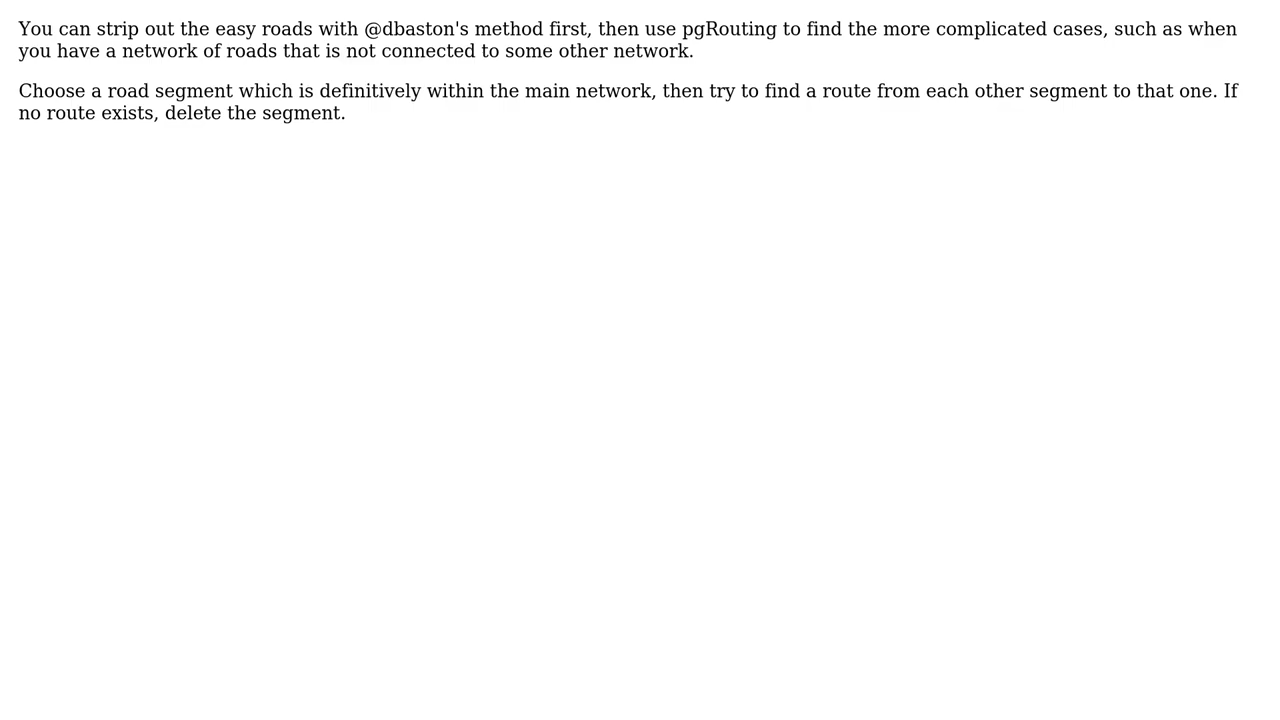 You can strip out the easy roads with @dbaston's method first, then use pgRouting to find the more complicated cases, such as when
you have a network of roads that is not connected to some other network.
Choose a road segment which is definitively within the main network, then try to find a route from each other segment to that one. If
no route exists, delete the segment.